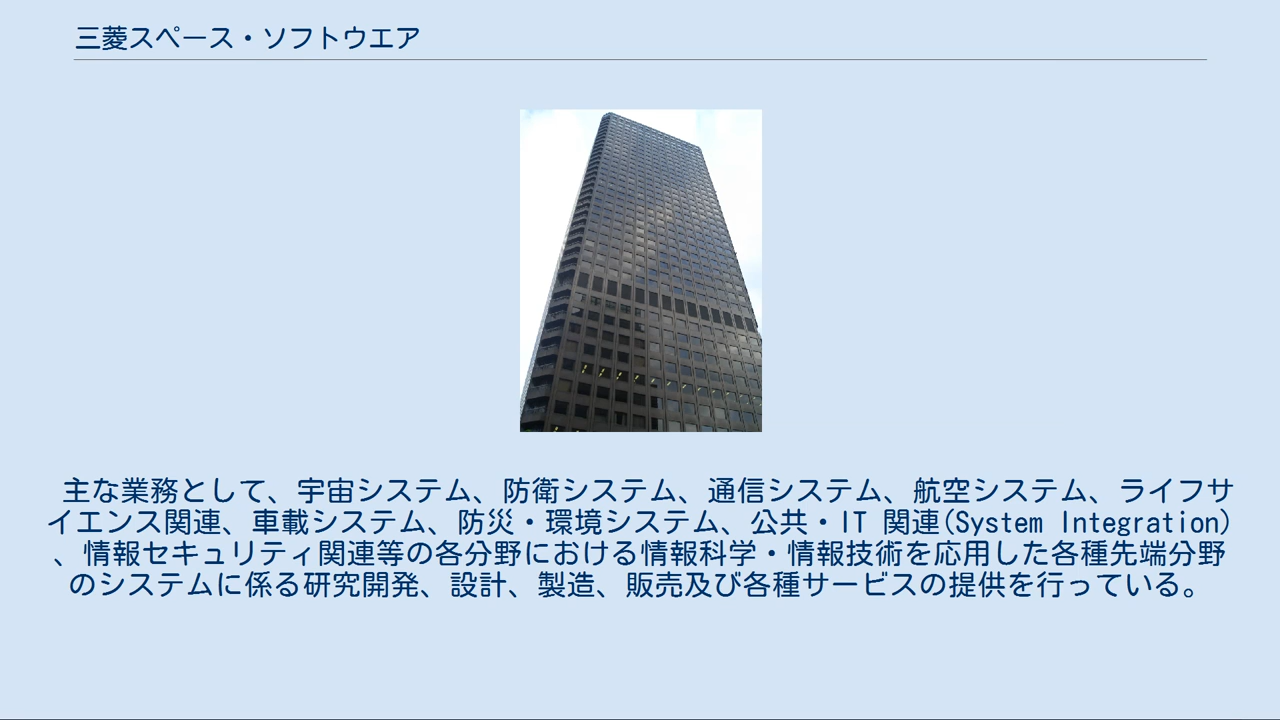 三菱スペース・ソフトウエア
主な業務として、宇宙システム、防衛システム、通信システム、航空システム、ライフサ
イエンス関連、車載システム、防災・環境システム、公共・IT 関連(System Integration)
、情報セキュリティ関連等の各分野における情報科学・情報技術を応用した各種先端分野
のシステムに係る研究開発、設計、製造、販売及び各種サービスの提供を行っている。